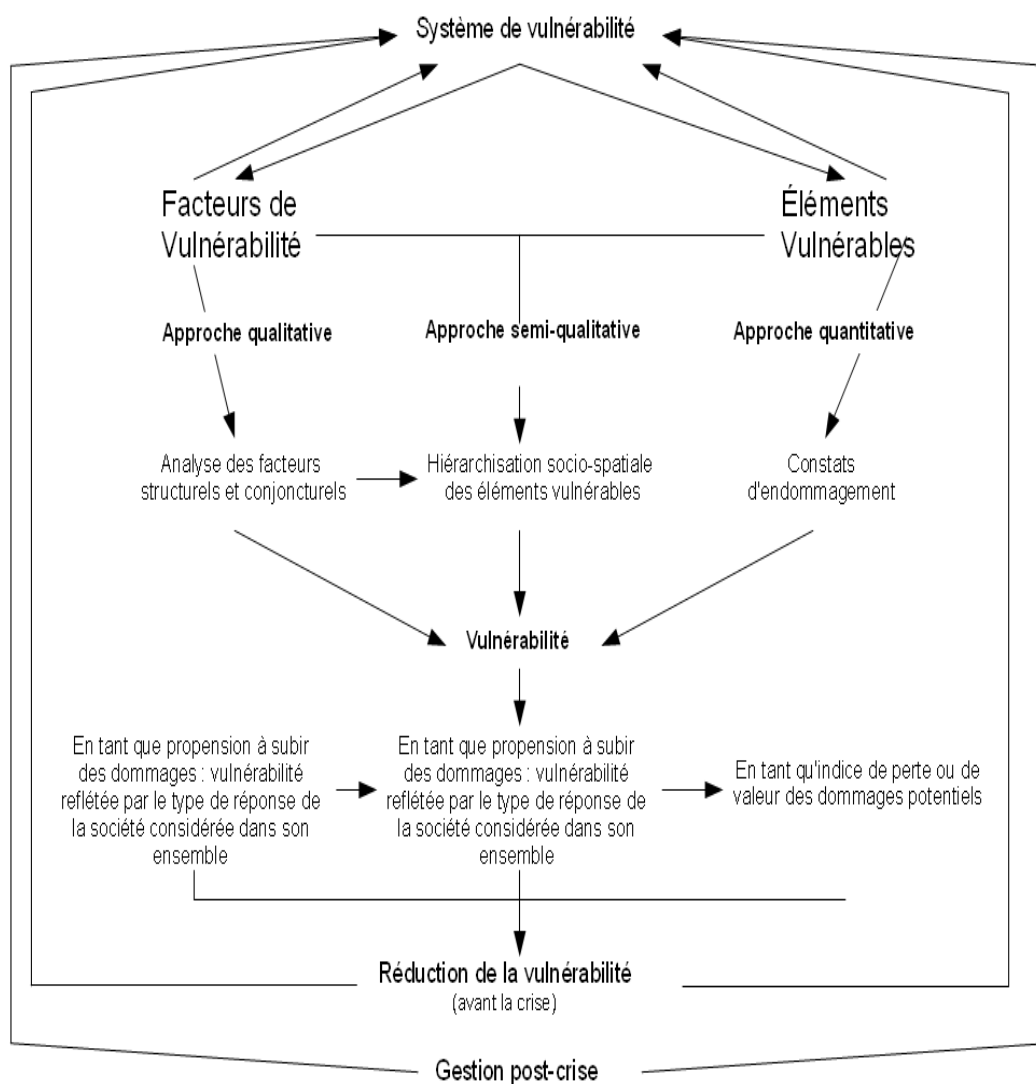 Système de vulnérabilité
Facteurs de
Vulnérabilité
Éléments
Vulnérables
Approche qualitative
Approche semi-qualitative
Approche quantitative
Analyse des facteurs
structurels et conjoncturels
Hiérarchisation socio-spatiale
des éléments vulnérables
Constats
d'endommagement
Vulnérabilité
En tant que propension à subir
des dommages : vulnérabilité
reflétée par le type de réponse de
la société considérée dans son
ensemble
En tant que propension à subir
des dommages : vulnérabilité
reflétée par le type de réponse de
la société considérée dans son
ensemble
En tant qu'indice de perte ou de
valeur des dommages potentiels
Réduction de la vulnérabilité
(avant la crise)
Gestion post-crise